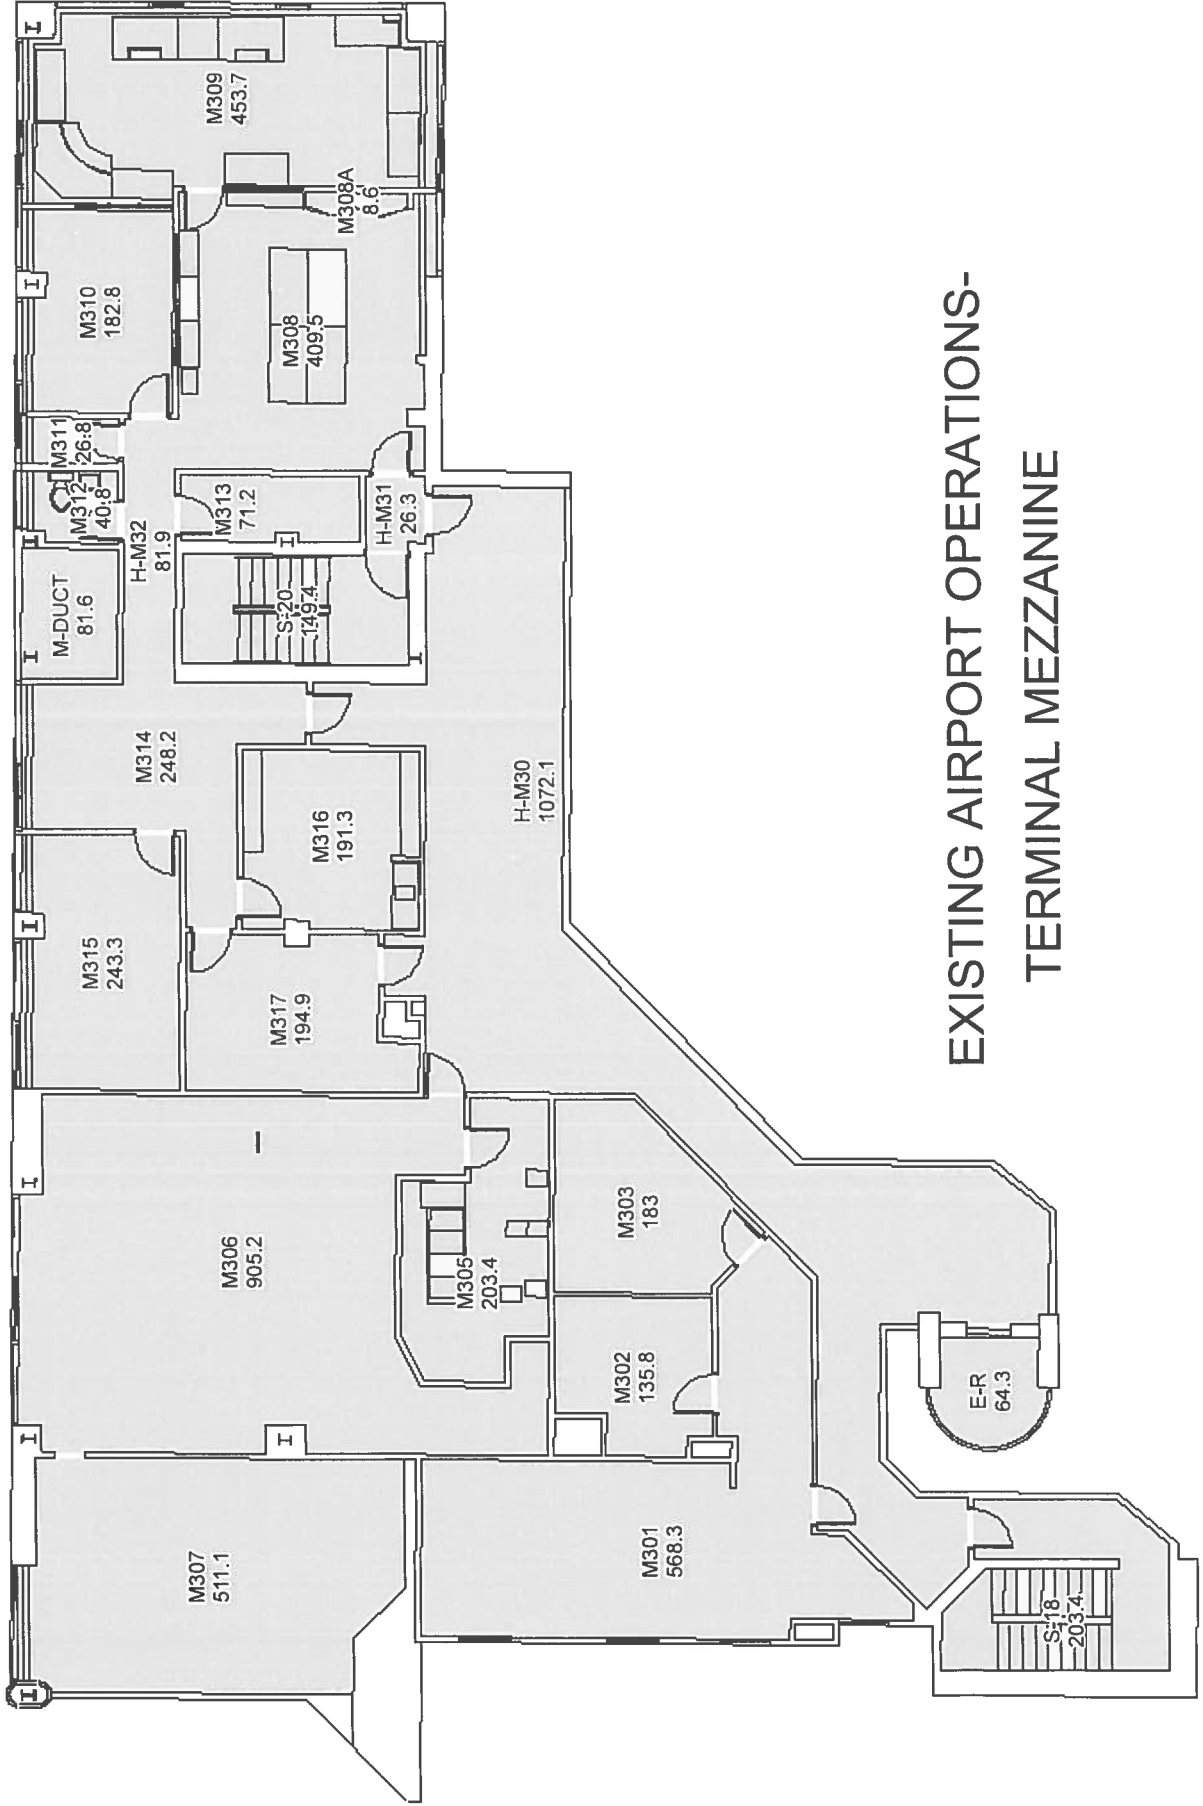 M307
511.1
M306
905.2
M315
243.3
M314
248.2
M-DUCT
81.6
M312
40.8
M311
26.8
M310
182.8
M309
453.7
H-M32
81.9
M313
71.2
M308
409.5
M308A
8.6
M317
194.9
M316
191.3
S-20
149.4
H-M31
26.3
M305
203.4
H-M30
1072.1
M301
568.3
M302
135.8
M303
183
E-R
64.3
S-18
203.4
EXISTING AIRPORT OPERATIONS-
TERMINAL MEZZANINE
I
I
I
I
I
I
I
I
I
I
I